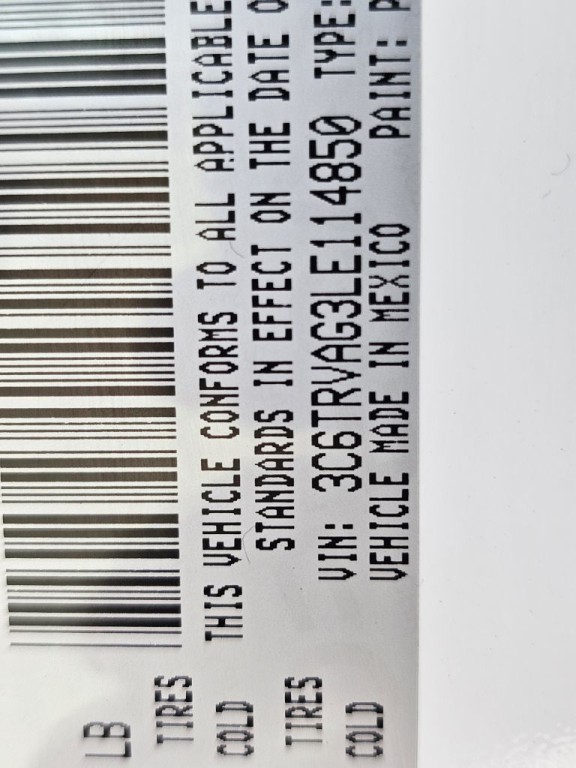 LB
TIRES
COLD
TIRES
COLD
THIS VEHICLE CONFORMS TO ALL APPLICABLE
STANDARDS IN EFFECT ON THE DATE O
VIN: 3C6TRVAG3LE114850 TYPE:
VEHICLE MADE IN MEXICO PAINT: P